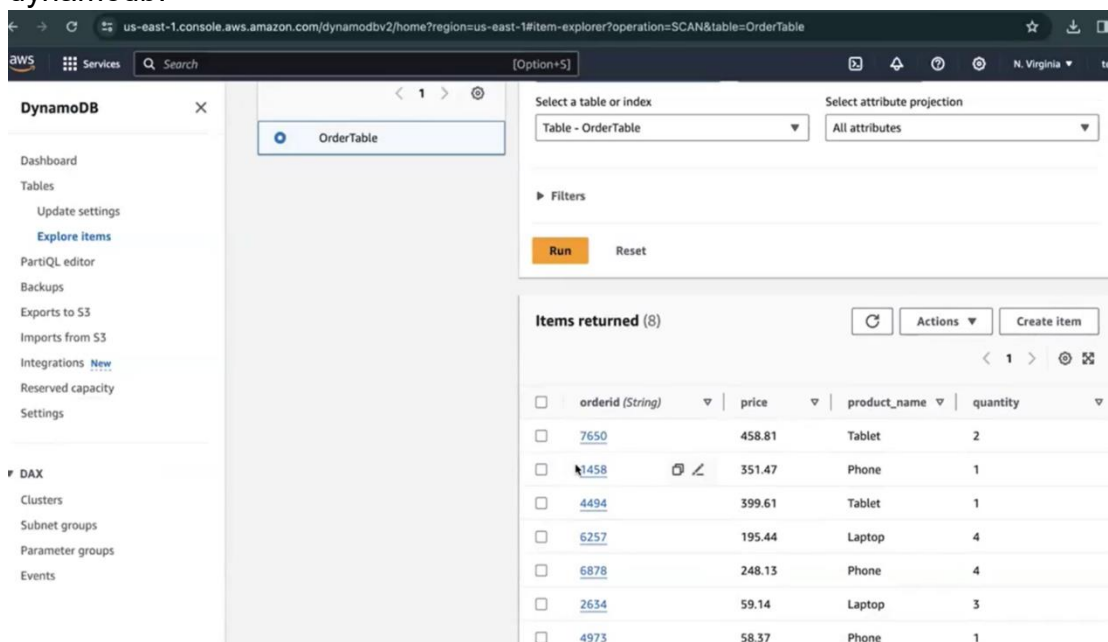 us-east-1.console.aws.amazon.com/dynamodbv2/home?region=us-east-1#item-explorer?operation=SCAN&table=OrderTable
aws Services Search [Option+S] N. Virginia
DynamoDB
Dashboard
Tables
Update settings
Explore items
PartiQL editor
Backups
Exports to S3
Imports from S3
Integrations New
Reserved capacity
Settings
DAX
Clusters
Subnet groups
Parameter groups
Events
< 1 >
OrderTable
Select a table or index Select attribute projection
Table - OrderTable All attributes
Filters
Run Reset
Items returned (8) Actions Create item
< 1 >
orderid (String) price product_name quantity
7650 458.81 Tablet 2
1458 351.47 Phone 1
4494 399.61 Tablet 1
6257 195.44 Laptop 4
6878 248.13 Phone 4
2634 59.14 Laptop 3
4973 58.37 Phone 1